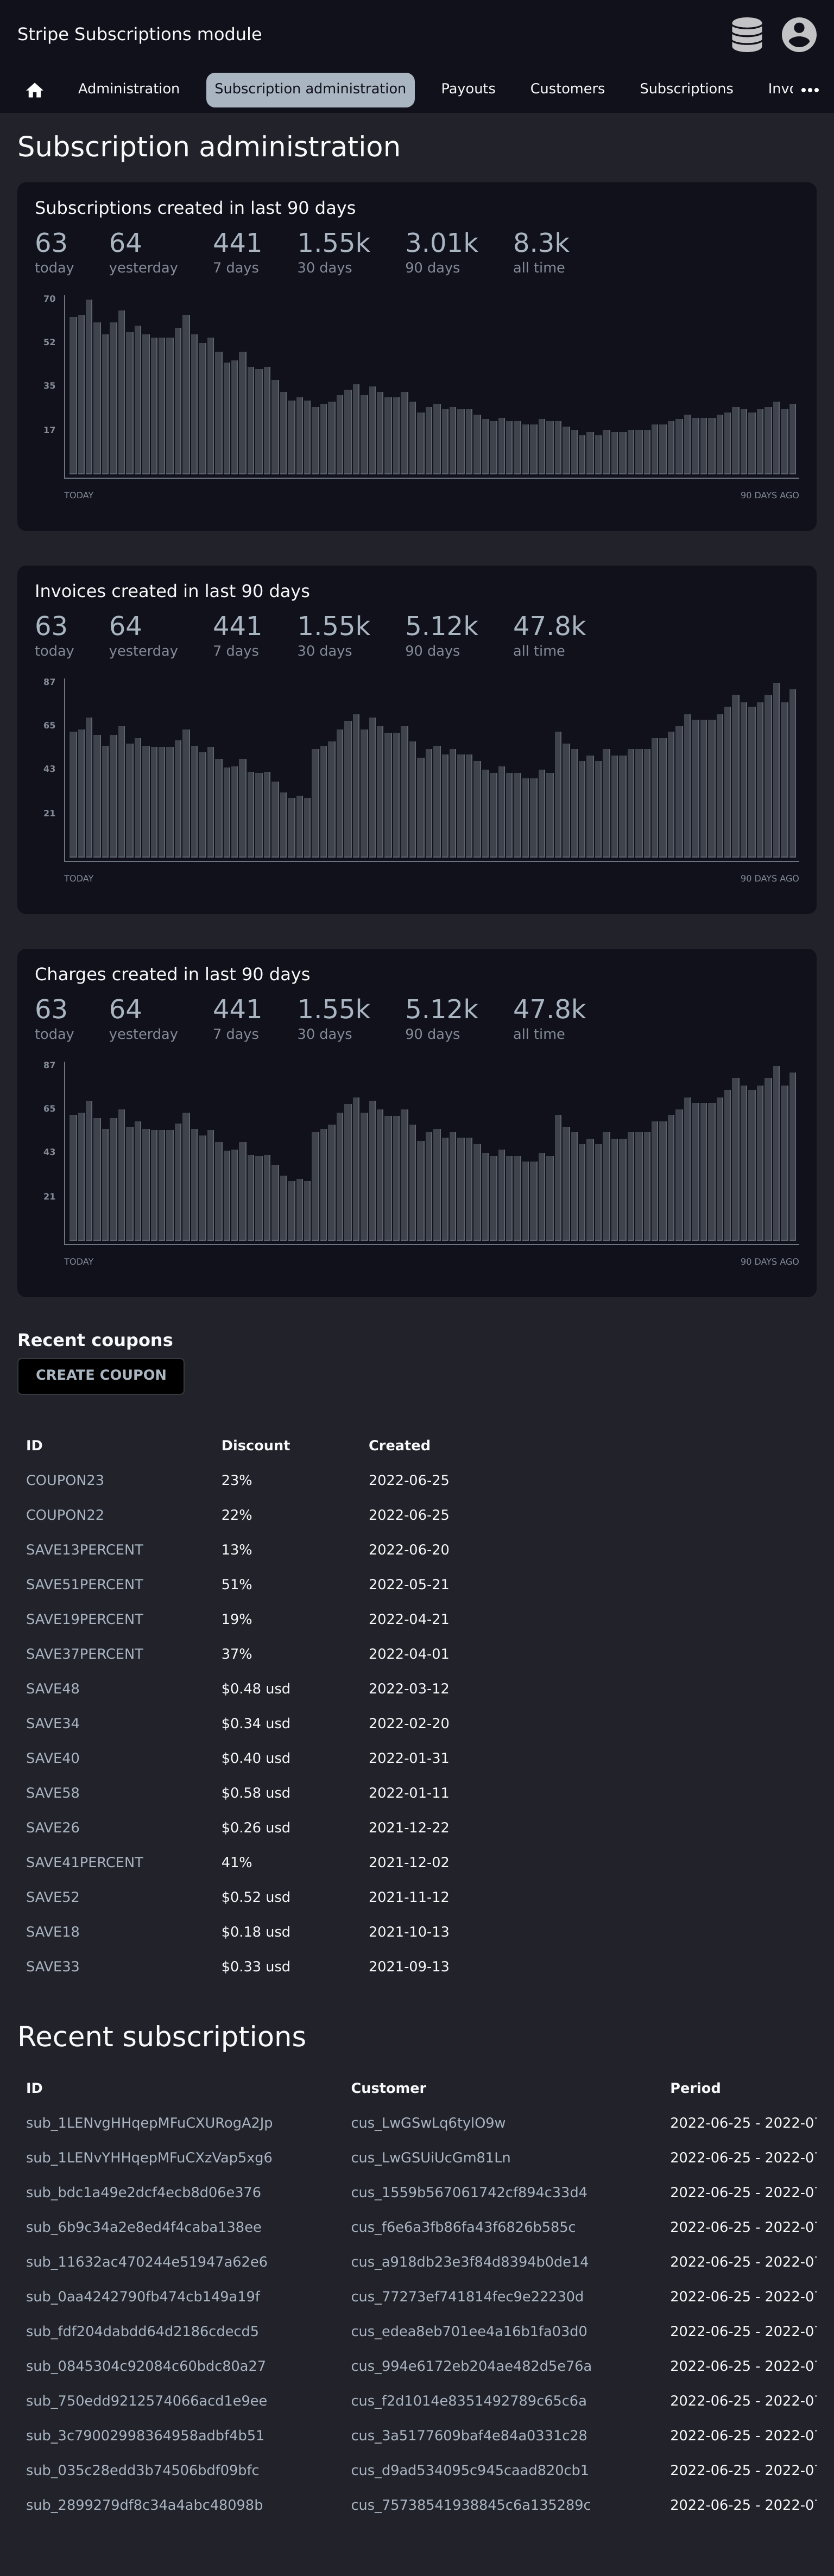 Stripe Subscriptions module
Administration Subscription administration Payouts Customers Subscriptions
Subscription administration
Subscriptions created in last 90 days
63 64 441 1.55k 3.01k 8.3k
today yesterday 7 days 30 days 90 days all time
70
52
35
17
TODAY 90 DAYS AGO
Invoices created in last 90 days
63 64 441 1.55k 5.12k 47.8k
today yesterday 7 days 30 days 90 days all time
87
65
43
21
TODAY 90 DAYS AGO
Charges created in last 90 days
63 64 441 1.55k 5.12k 47.8k
today yesterday 7 days 30 days 90 days all time
87
65
43
21
TODAY 90 DAYS AGO
Recent coupons
CREATE COUPON
ID Discount Created
COUPON23 23% 2022-06-25
COUPON22 22% 2022-06-25
SAVE13PERCENT 13% 2022-06-20
SAVE51PERCENT 51% 2022-05-21
SAVE19PERCENT 19% 2022-04-21
SAVE37PERCENT 37% 2022-04-01
SAVE48 $0.48 usd 2022-03-12
SAVE34 $0.34 usd 2022-02-20
SAVE40 $0.40 usd 2022-01-31
SAVE58 $0.58 usd 2022-01-11
SAVE26 $0.26 usd 2021-12-22
SAVE41PERCENT 41% 2021-12-02
SAVE52 $0.52 usd 2021-11-12
SAVE18 $0.18 usd 2021-10-13
SAVE33 $0.33 usd 2021-09-13
Recent subscriptions
ID Customer Period
sub_1LENvgHHqepMFuCXURogA2Jp cus_LwGSwLq6tylO9w 2022-06-25 - 2022-0
sub_1LENvYHHqepMFuCXzVap5xg6 cus_LwGSUiUcGm81Ln 2022-06-25 - 2022-0
sub_bdc1a49e2dcf4ecb8d06e376 cus_1559b567061742cf894c33d4 2022-06-25 - 2022-0
sub_6b9c34a2e8ed4f4caba138ee cus_f6e6a3fb86fa43f6826b585c 2022-06-25 - 2022-0
sub_11632ac470244e51947a62e6 cus_a918db23e3f84d8394b0de14 2022-06-25 - 2022-0
sub_0aa4242790fb474cb149a19f cus_77273ef741814fec9e22230d 2022-06-25 - 2022-0
sub_fdf204dabdd64d2186cdecd5 cus_edea8eb701ee4a16b1fa03d0 2022-06-25 - 2022-0
sub_0845304c92084c60bdc80a27 cus_994e6172eb204ae482d5e76a 2022-06-25 - 2022-0
sub_750edd9212574066acd1e9ee cus_f2d1014e8351492789c65c6a 2022-06-25 - 2022-0
sub_3c79002998364958adbf4b51 cus_3a5177609baf4e84a0331c28 2022-06-25 - 2022-0
sub_035c28edd3b74506bdf09bfc cus_d9ad534095c945caad820cb1 2022-06-25 - 2022-0
sub_2899279df8c34a4abc48098b cus_75738541938845c6a135289c 2022-06-25 - 2022-0